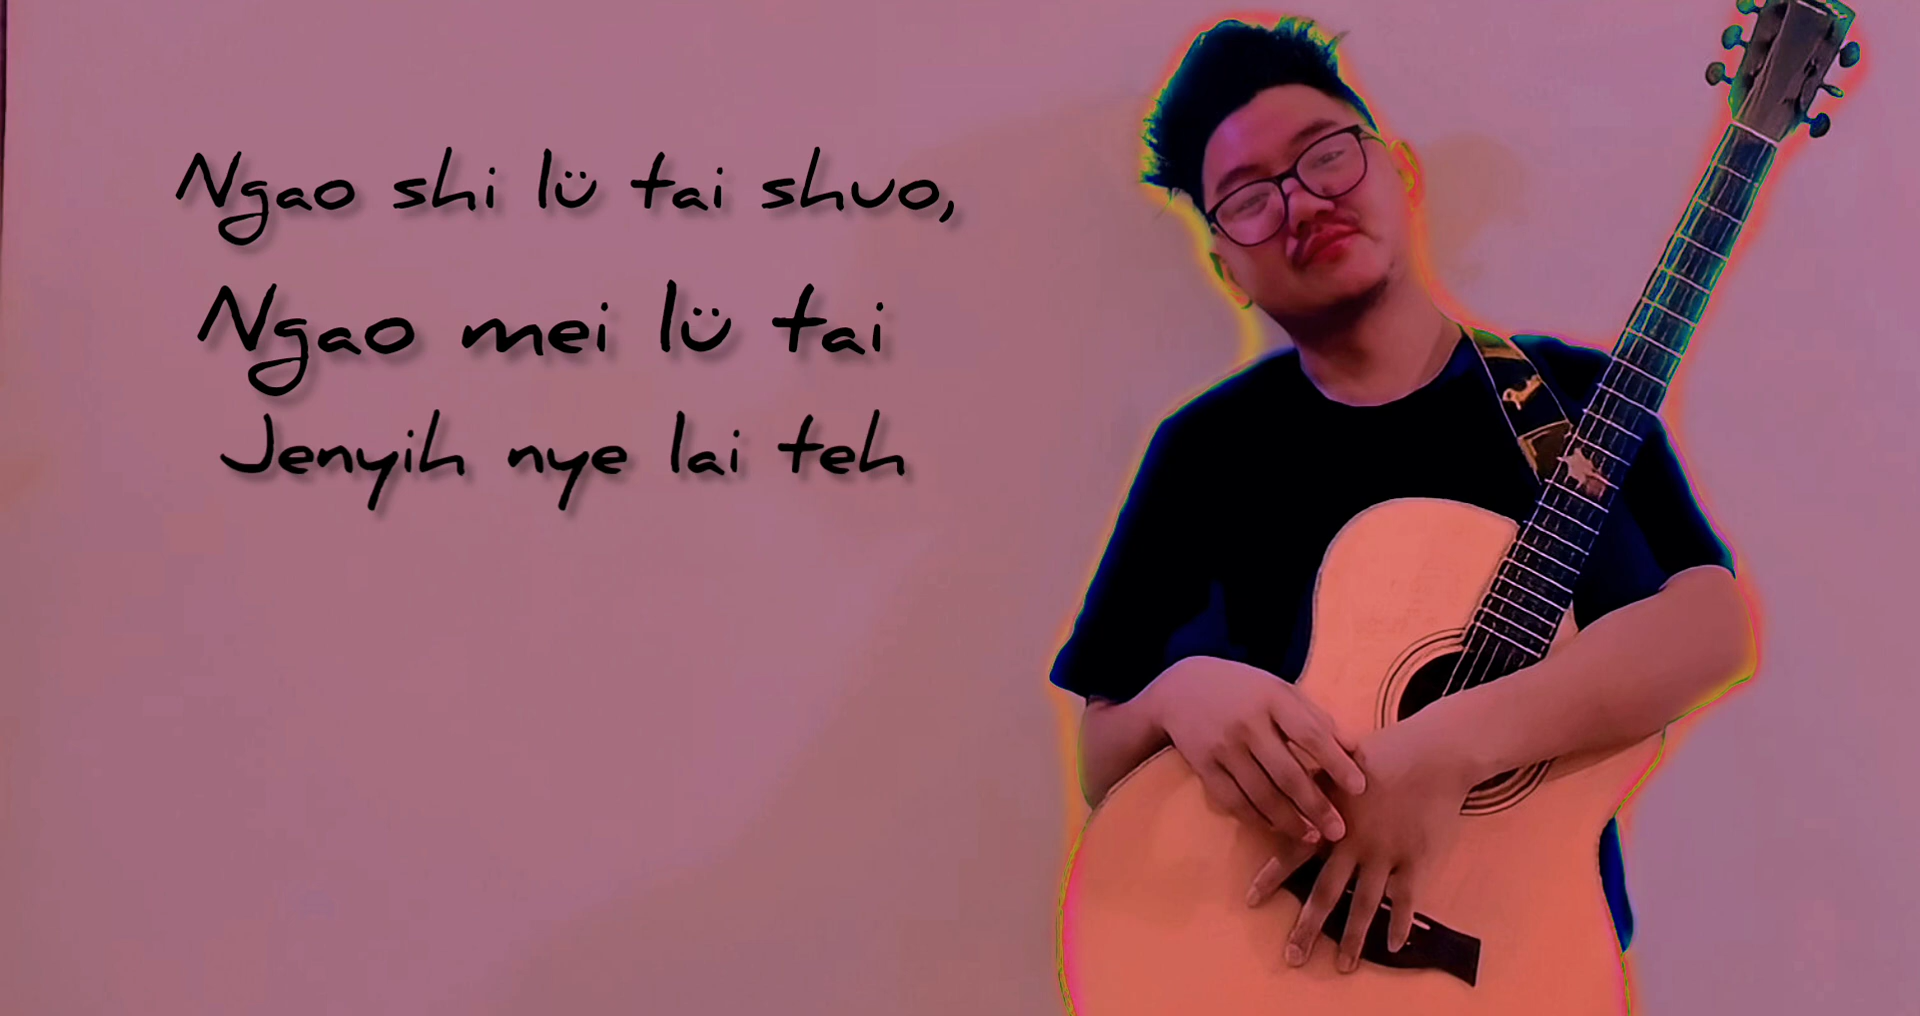 Ngao shi lü tai shuo,
Ngao mei lü tai
Jenyih nye lai teh